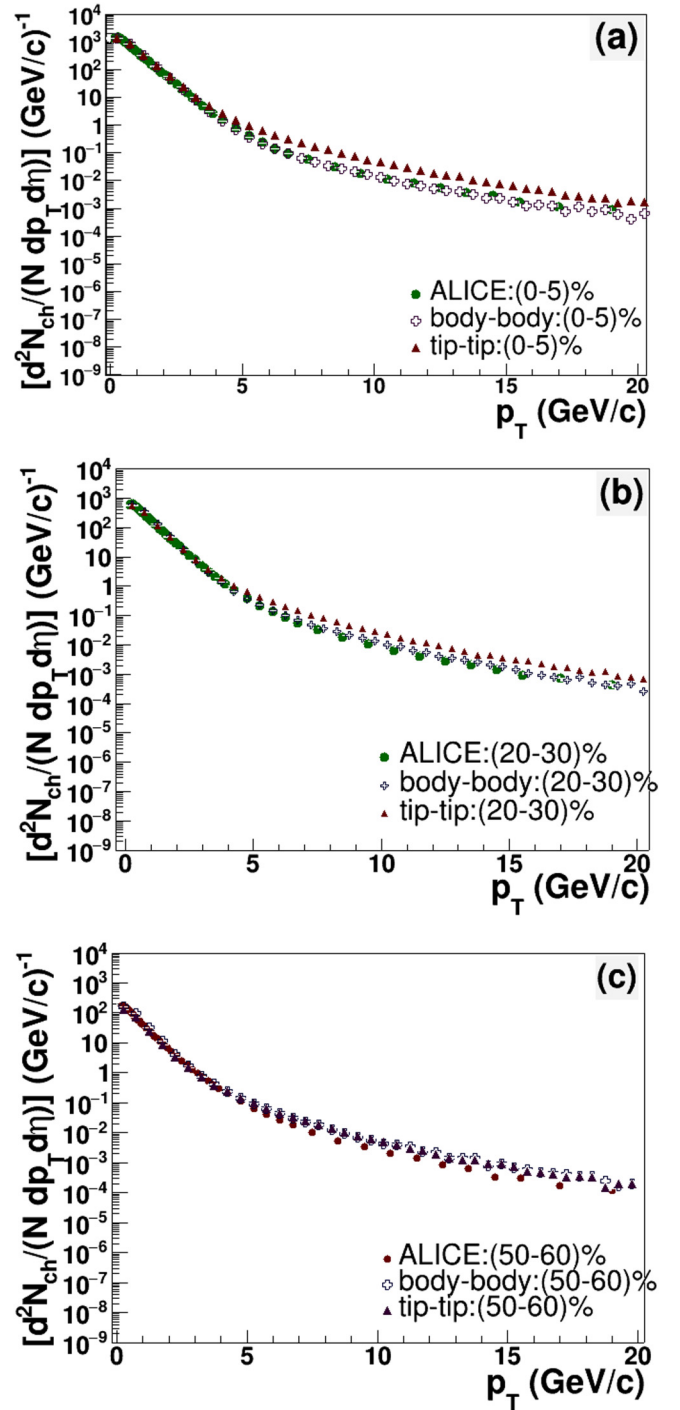 (a)
[d²N_ch/(N dp_T dη)] (GeV/c)⁻¹
10⁴
10³
10²
10
1
10⁻¹
10⁻²
10⁻³
10⁻⁴
10⁻⁵
10⁻⁶
10⁻⁷
10⁻⁸
10⁻⁹
ALICE:(0-5)%
body-body:(0-5)%
tip-tip:(0-5)%
0 5 10 15 20
p_T (GeV/c)
(b)
[d²N_ch/(N dp_T dη)] (GeV/c)⁻¹
10⁴
10³
10²
10
1
10⁻¹
10⁻²
10⁻³
10⁻⁴
10⁻⁵
10⁻⁶
10⁻⁷
10⁻⁸
10⁻⁹
ALICE:(20-30)%
body-body:(20-30)%
tip-tip:(20-30)%
0 5 10 15 20
p_T (GeV/c)
(c)
[d²N_ch/(N dp_T dη)] (GeV/c)⁻¹
10⁴
10³
10²
10
1
10⁻¹
10⁻²
10⁻³
10⁻⁴
10⁻⁵
10⁻⁶
10⁻⁷
10⁻⁸
10⁻⁹
ALICE:(50-60)%
body-body:(50-60)%
tip-tip:(50-60)%
0 5 10 15 20
p_T (GeV/c)